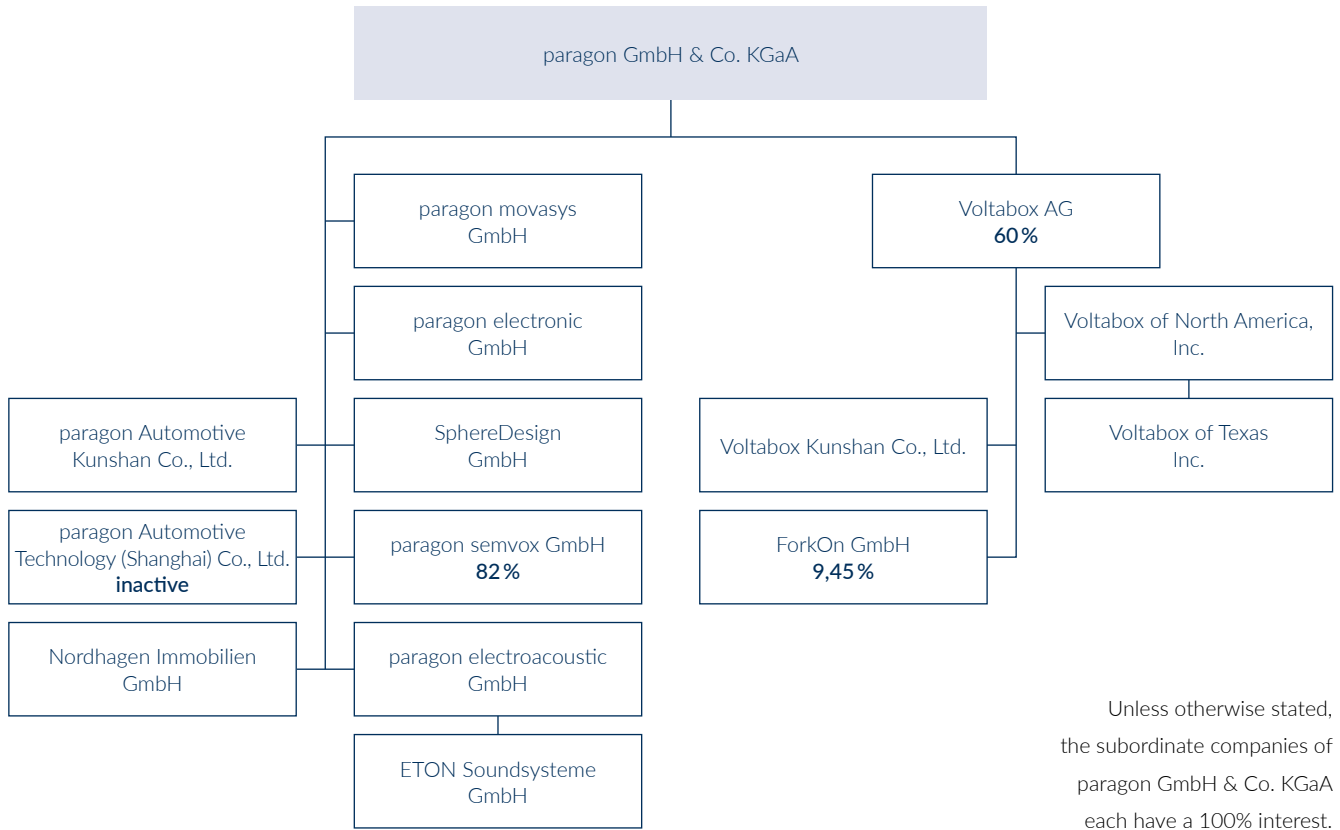 paragon GmbH & Co. KGaA
paragon movasys
GmbH
Voltabox AG
60 %
paragon electronic
GmbH
Voltabox of North America,
Inc.
paragon Automotive
Kunshan Co., Ltd.
SphereDesign
GmbH
Voltabox Kunshan Co., Ltd.
Voltabox of Texas
Inc.
paragon Automotive
Technology (Shanghai) Co., Ltd.
inactive
paragon semvox GmbH
82 %
ForkOn GmbH
9,45 %
Nordhagen Immobilien
GmbH
paragon electroacoustic
GmbH
ETON Soundsysteme
GmbH
Unless otherwise stated,
the subordinate companies of
paragon GmbH & Co. KGaA
each have a 100% interest.